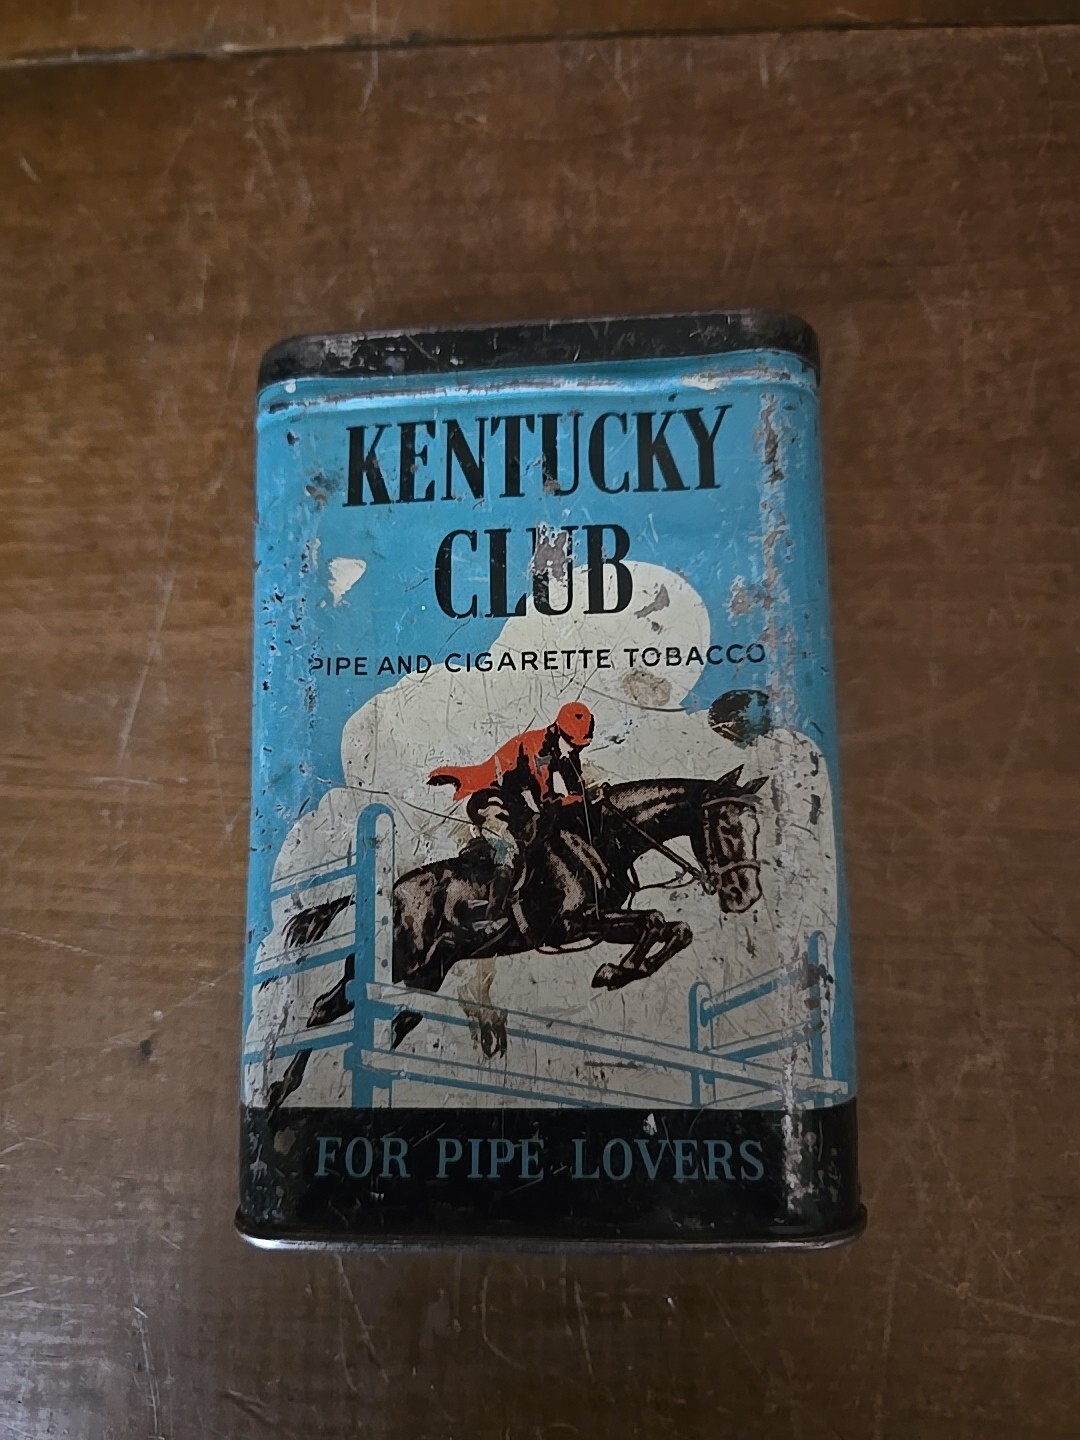 KENTUCKY
CLUB
PIPE AND CIGARETTE TOBACCO
FOR PIPE LOVERS